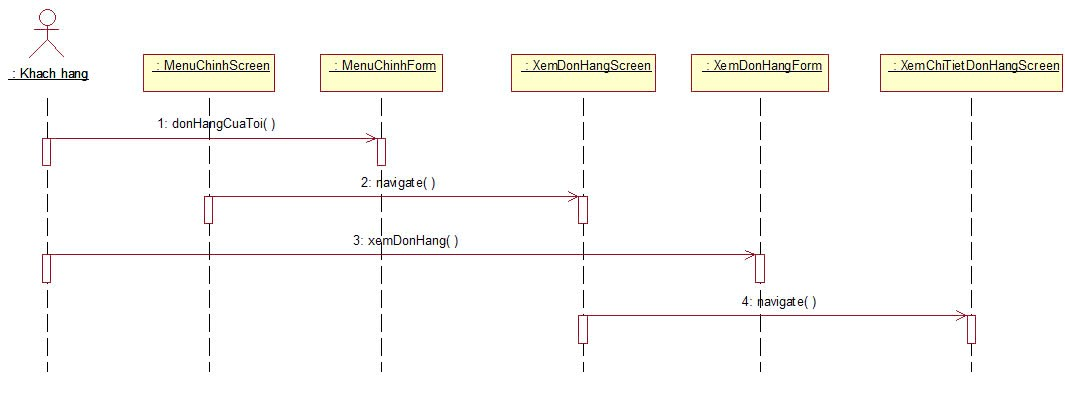 : Khach hang
: MenuChinhScreen
: MenuChinhForm
: XemDonHangScreen
: XemDonHangForm
: XemChiTietDonHangScreen
1: donHangCuaToi( )
2: navigate( )
3: xemDonHang( )
4: navigate( )